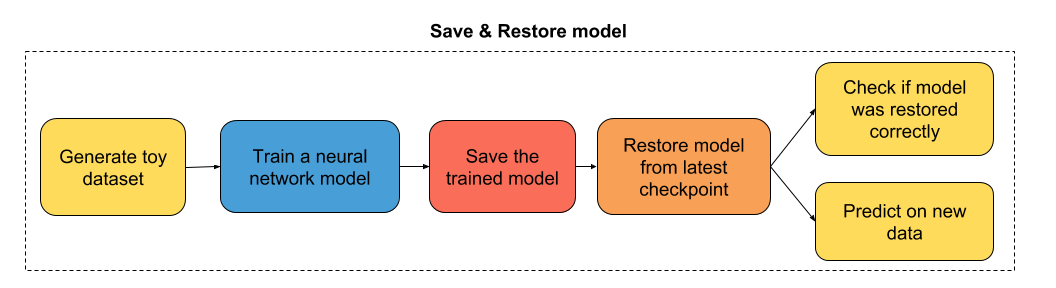 Save & Restore model
Generate toy
dataset
Train a neural
network model
Save the
trained model
Restore model
from latest
checkpoint
Check if model
was restored
correctly
Predict on new
data